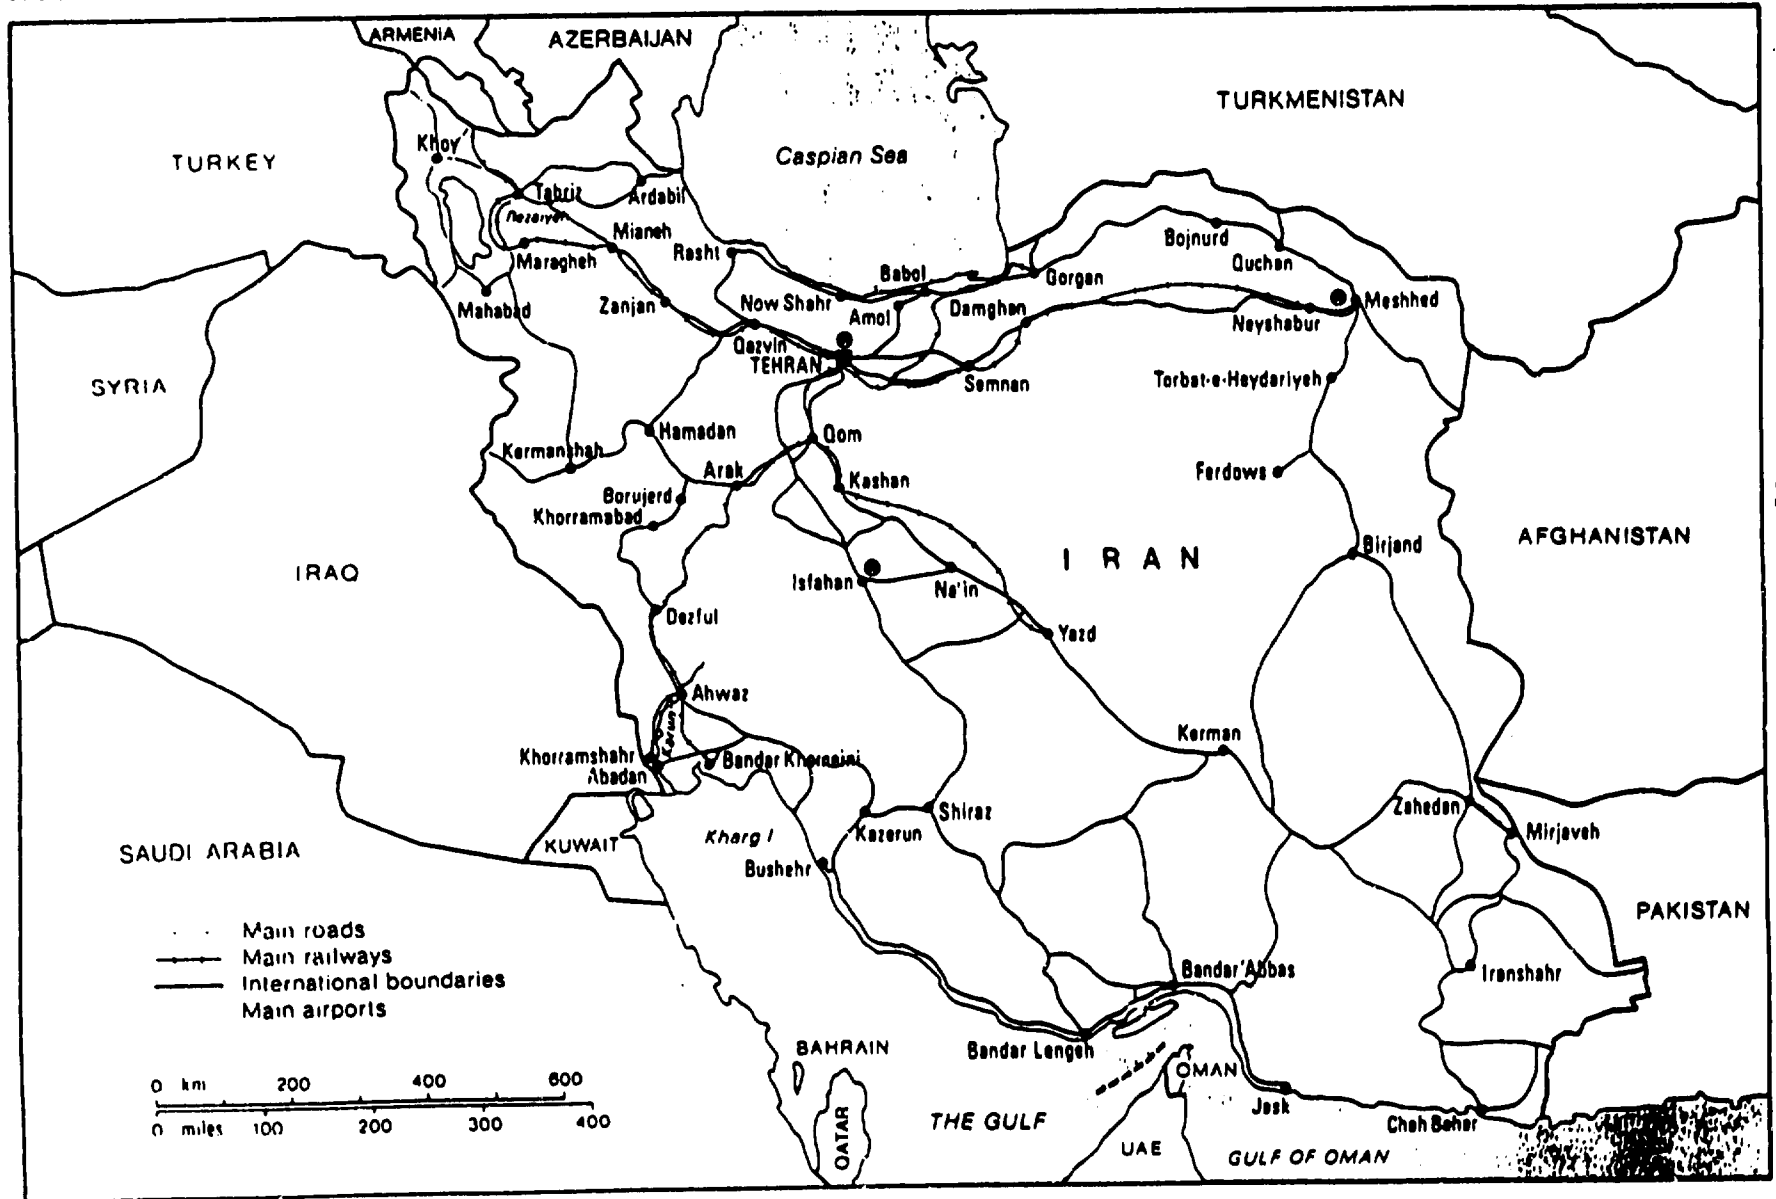 ARMENIA
AZERBAIJAN
TURKMENISTAN
Caspian Sea
Khoy
TURKEY
Tabriz
Ardabil
Mianeh
Maragheh
Rasht
Bojnurd
Quchan
Babol
Gorgan
Mahabad
Zanjan
Now Shahr
Amol
Damghan
Meshhed
Neyshabur
Qazvin
TEHRAN
Semnan
Torbat-e-Heydariyeh
SYRIA
Hamadan
Qom
Kermanshah
Arak
Kashan
Ferdows
Borujerd
Khorramabad
AFGHANISTAN
IRAN
Birjand
IRAQ
Isfahan
Na'in
Dezful
Yazd
Ahwaz
Karun
Kerman
Khorramshahr
Abadan
Bandar Khomaini
Zahedan
Shiraz
Kazerun
Mirjaveh
Kharg I
KUWAIT
SAUDI ARABIA
Bushehr
PAKISTAN
Main roads
Main railways
International boundaries
Main airports
Bandar 'Abbas
Iranshahr
Bandar Lengeh
BAHRAIN
OMAN
0 km 200 400 600
0 miles 100 200 300 400
Jask
Chah Bahar
THE GULF
QATAR
UAE
GULF OF OMAN